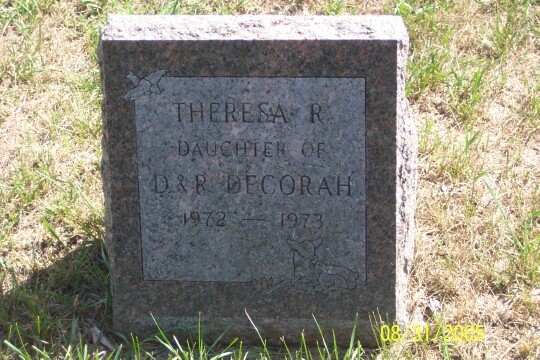 THERESA R.
DAUGHTER OF
D & R DECORAH
1972 — 1973
08/31/2005